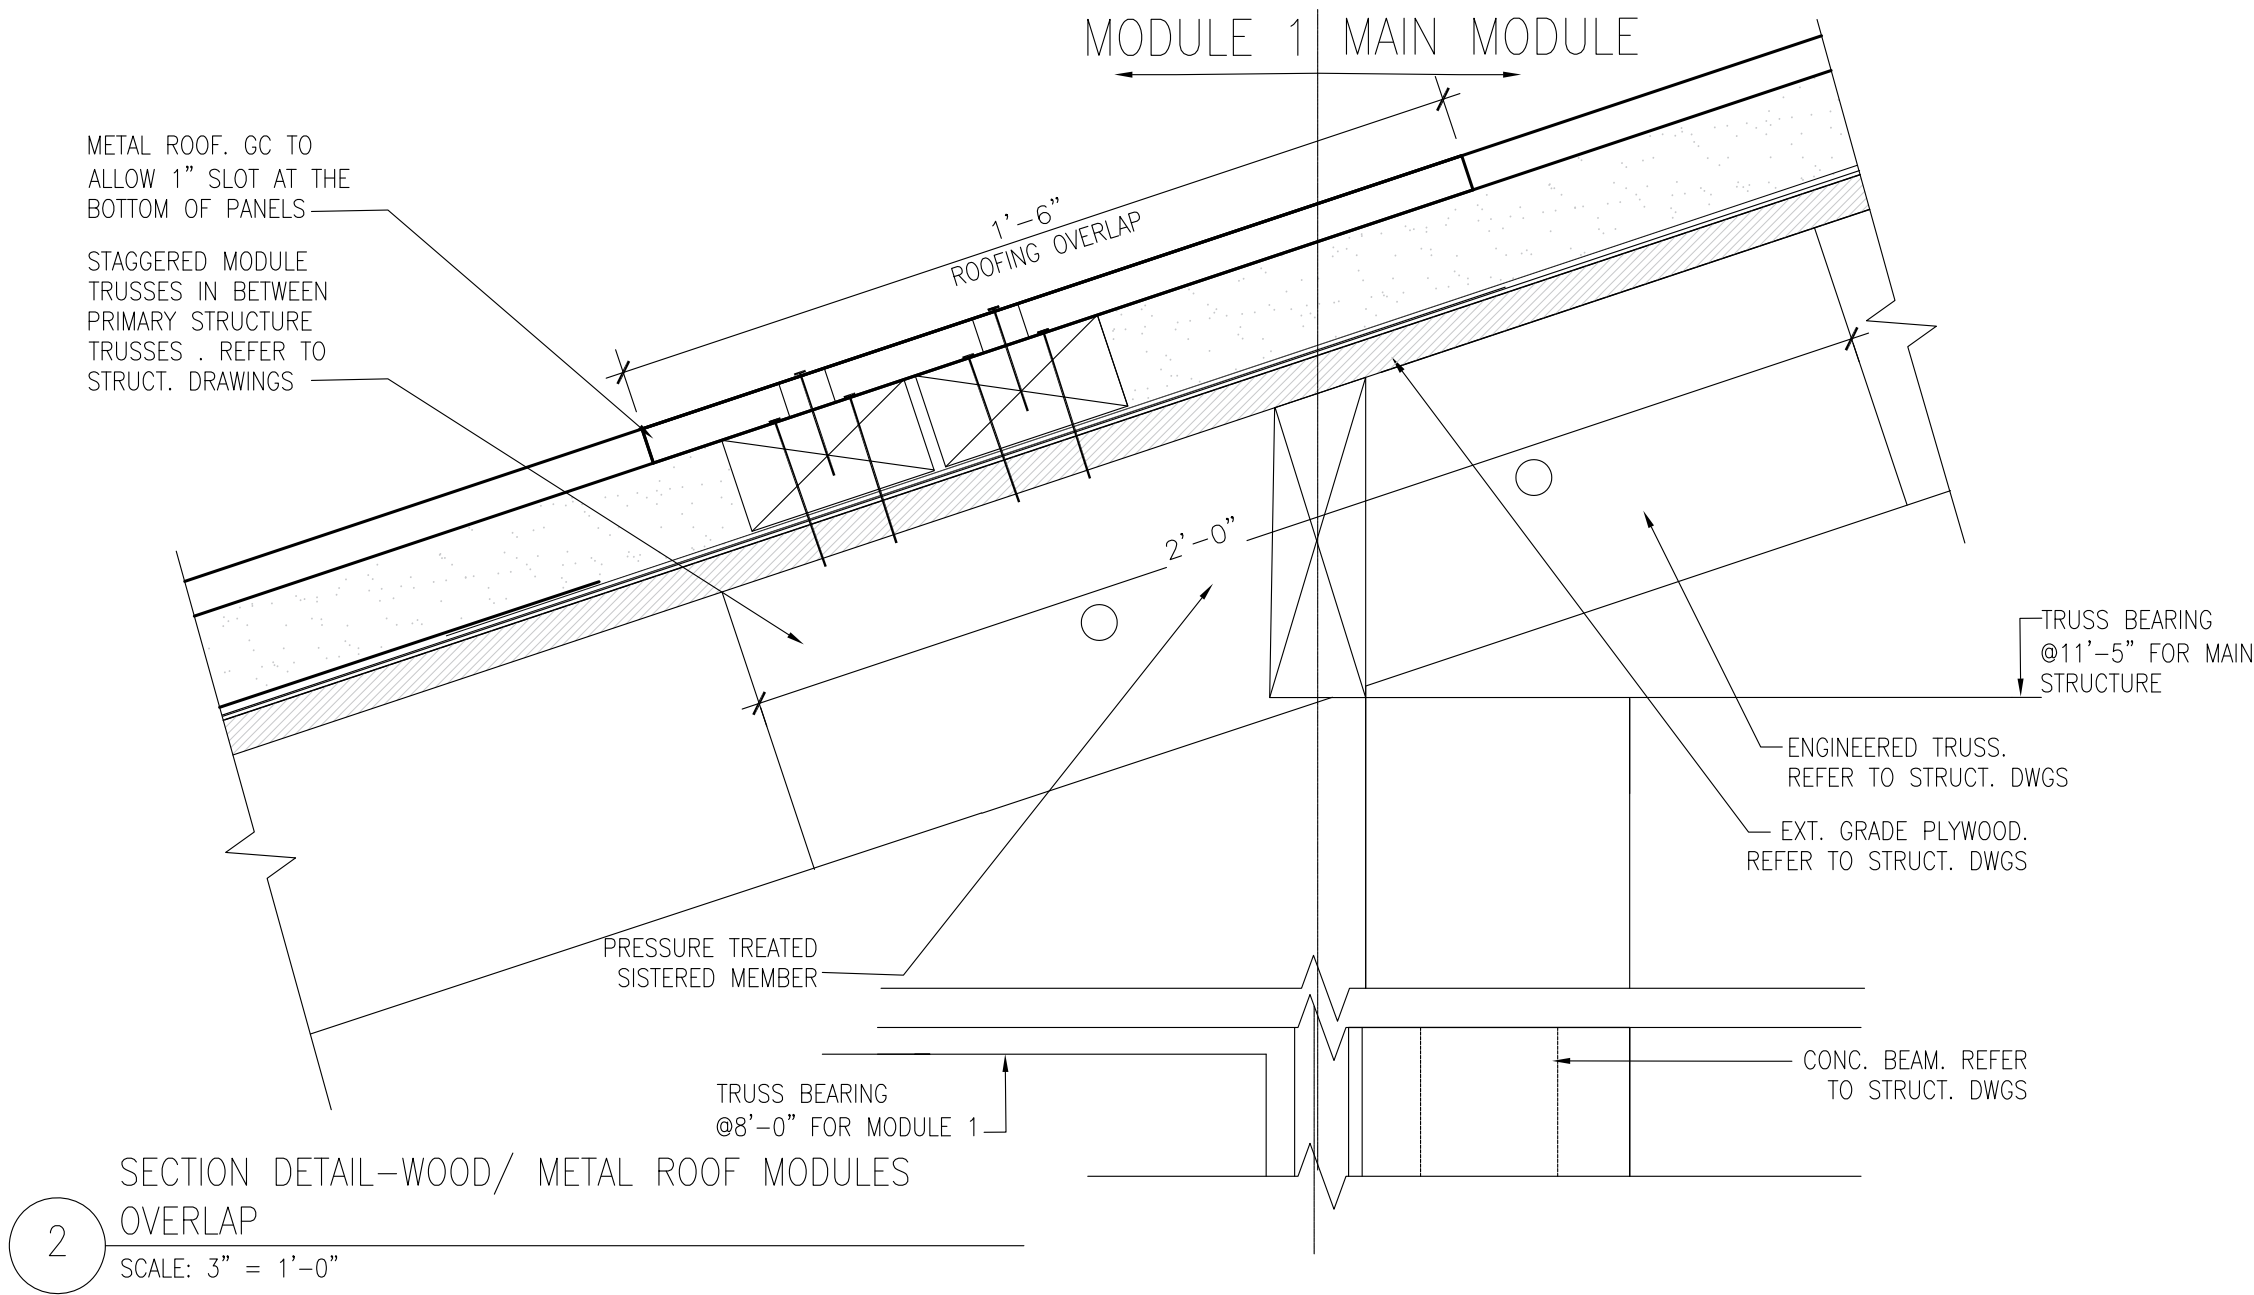 MODULE 1 MAIN MODULE
METAL ROOF. GC TO
ALLOW 1" SLOT AT THE
BOTTOM OF PANELS
STAGGERED MODULE
TRUSSES IN BETWEEN
PRIMARY STRUCTURE
TRUSSES . REFER TO
STRUCT. DRAWINGS
1'-6"
ROOFING OVERLAP
2'-0"
TRUSS BEARING
@11'-5" FOR MAIN
STRUCTURE
ENGINEERED TRUSS.
REFER TO STRUCT. DWGS
EXT. GRADE PLYWOOD.
REFER TO STRUCT. DWGS
PRESSURE TREATED
SISTERED MEMBER
CONC. BEAM. REFER
TO STRUCT. DWGS
TRUSS BEARING
@8'-0" FOR MODULE 1
SECTION DETAIL-WOOD/ METAL ROOF MODULES
OVERLAP
2
SCALE: 3" = 1'-0"